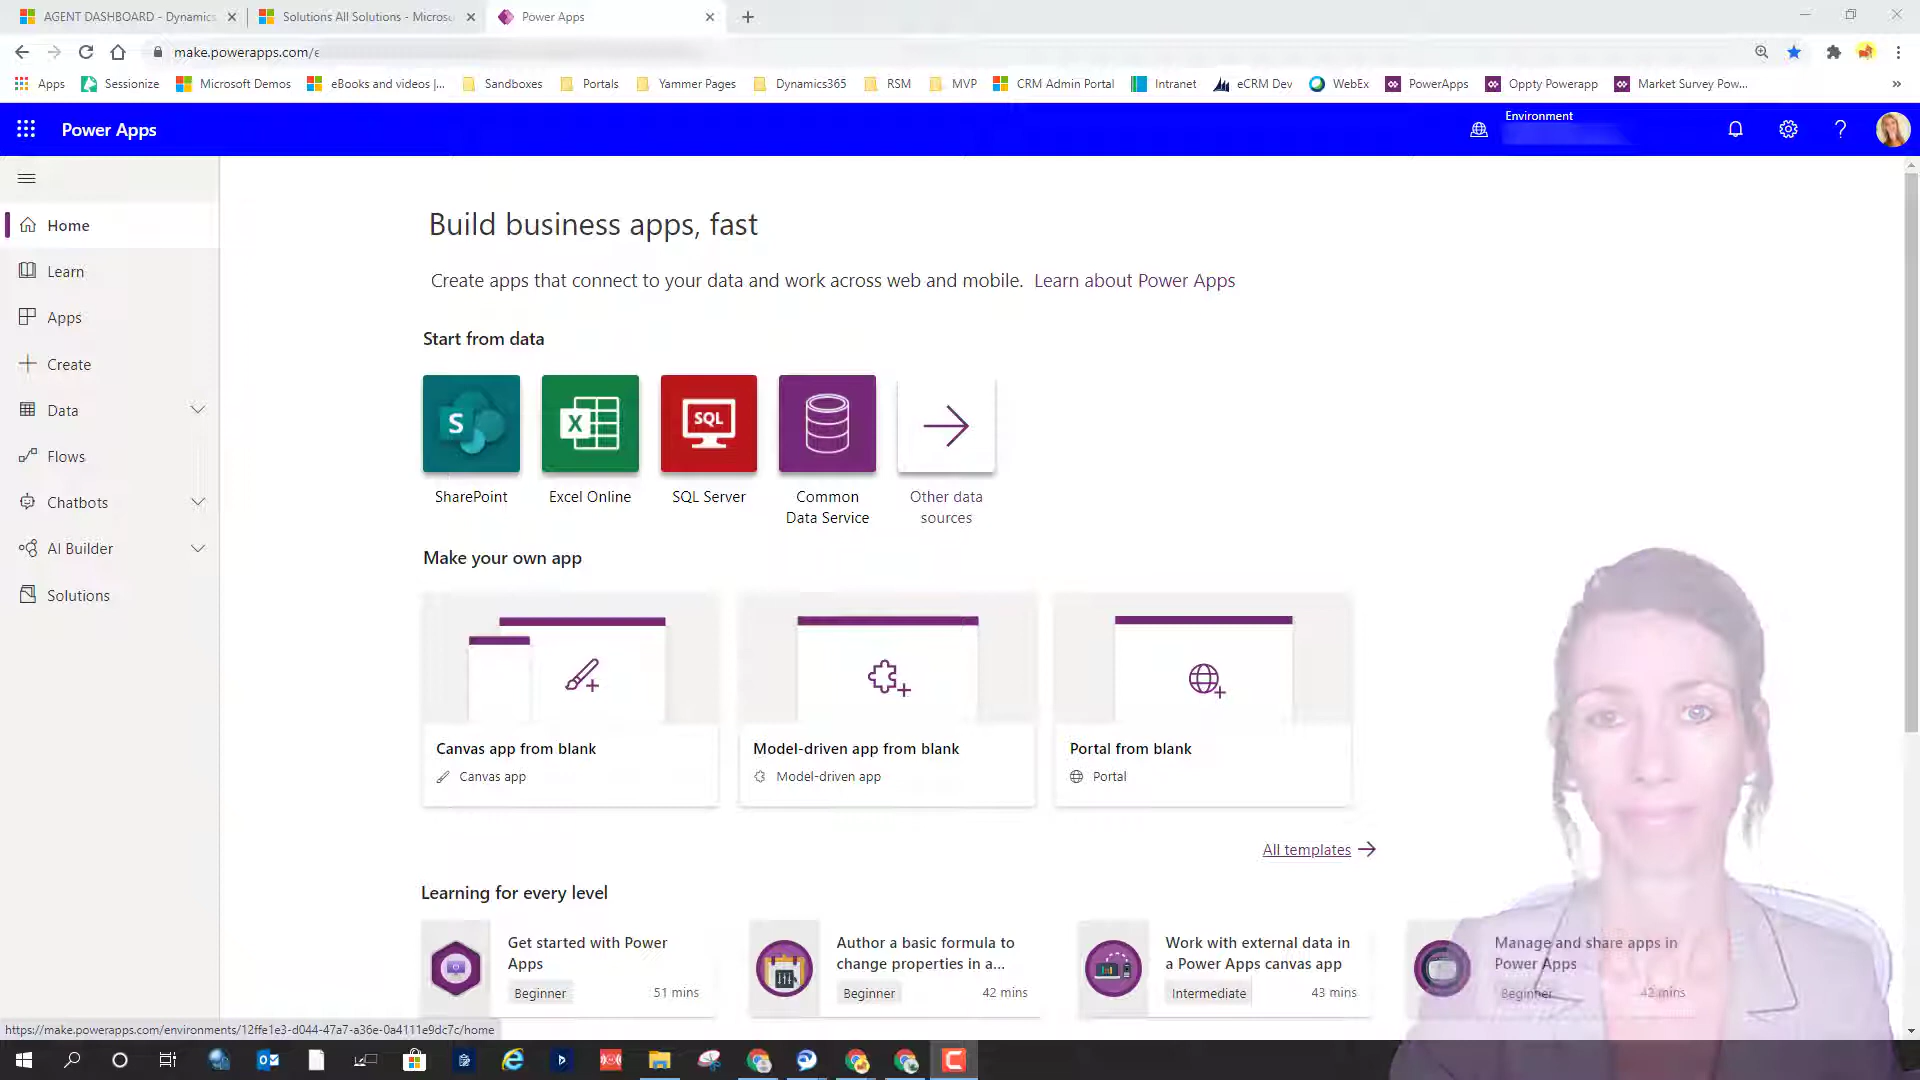 AGENT DASHBOARD - Dynamics
Solutions All Solutions - Microso
Power Apps
make.powerapps.com/e
Apps
Sessionize
Microsoft Demos
eBooks and videos |...
Sandboxes
Portals
Yammer Pages
Dynamics365
RSM
MVP
CRM Admin Portal
Intranet
eCRM Dev
WebEx
PowerApps
Oppty Powerapp
Market Survey Pow...
»
Power Apps
Environment
Home
Learn
Apps
Create
Data
Flows
Chatbots
AI Builder
Solutions
Build business apps, fast
Create apps that connect to your data and work across web and mobile. Learn about Power Apps
Start from data
S
X
SQL
SharePoint
Excel Online
SQL Server
Common
Data Service
Other data
sources
Make your own app
Canvas app from blank
Canvas app
Model-driven app from blank
Model-driven app
Portal from blank
Portal
All templates
Learning for every level
Get started with Power
Apps
Beginner
51 mins
Author a basic formula to
change properties in a...
Beginner
42 mins
Work with external data in
a Power Apps canvas app
Intermediate
43 mins
Manage and share apps in
Power Apps
Beginner
42 mins
https://make.powerapps.com/environments/12ffe1e3-d044-47a7-a36e-0a4111e9dc7c/home